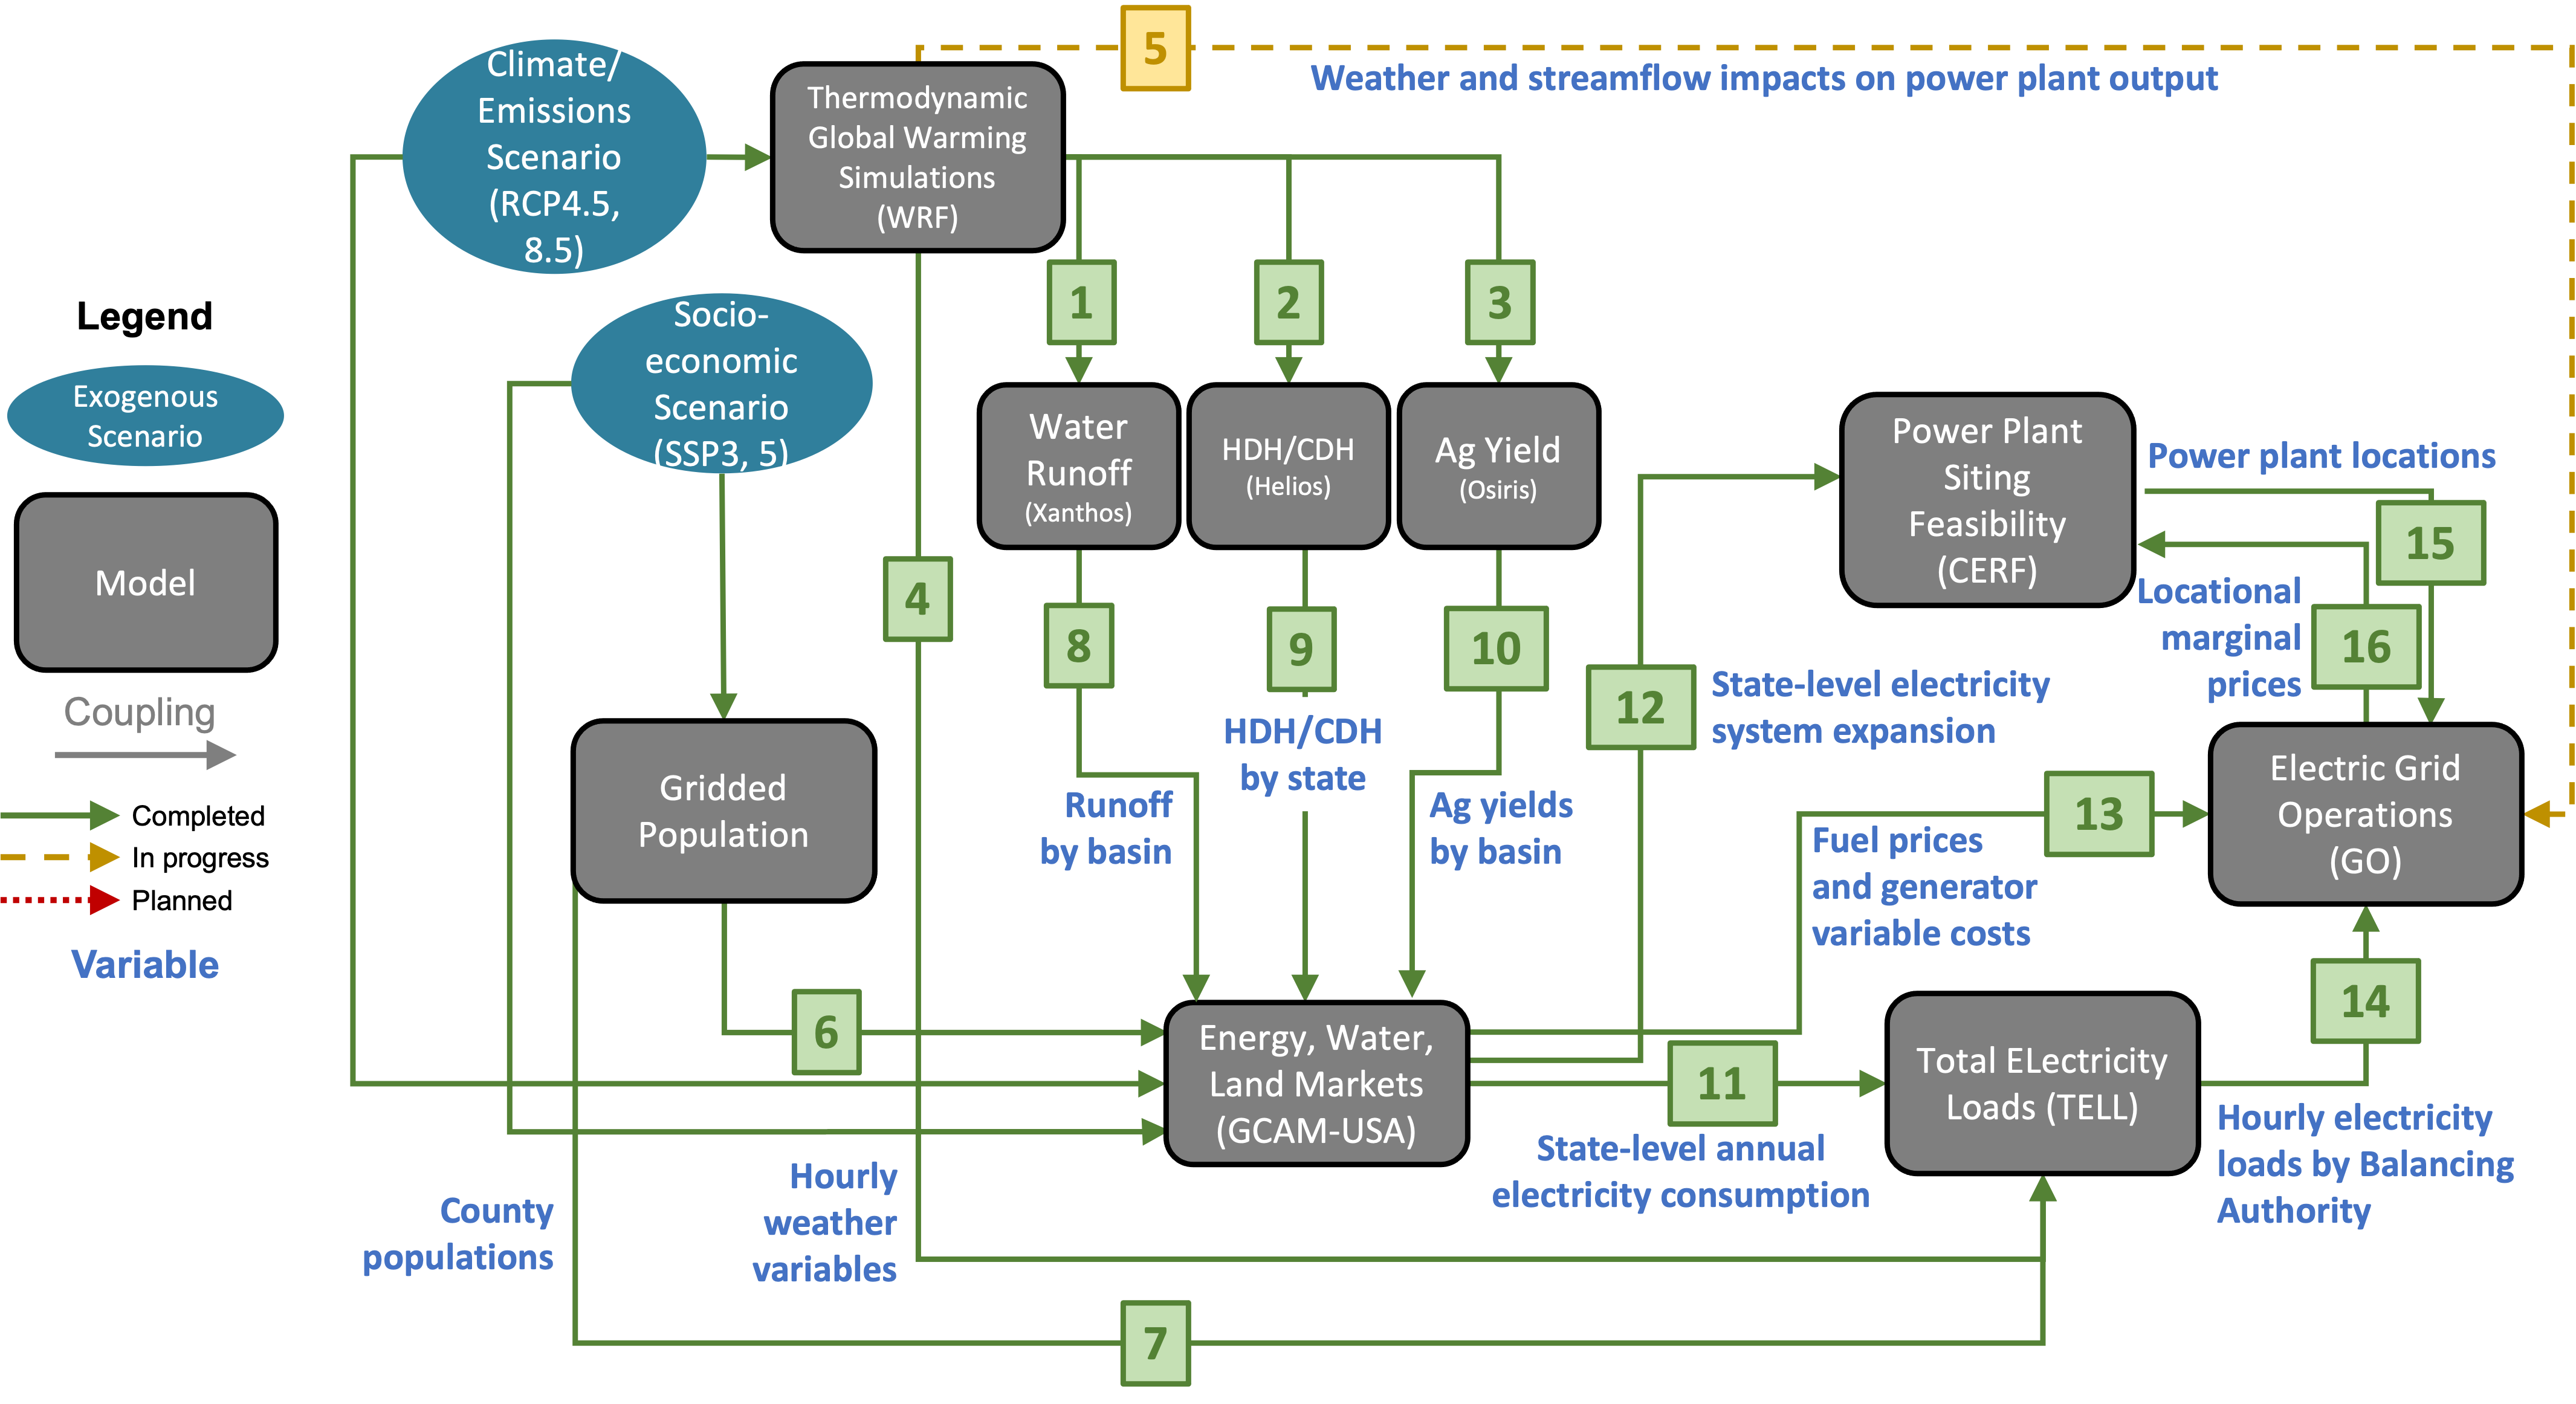 5
Weather and streamflow impacts on power plant output
Climate/
Emissions
Scenario
(RCP4.5,
8.5)
Thermodynamic
Global Warming
Simulations
(WRF)
1
2
3
Legend
Exogenous
Scenario
Model
Coupling
Completed
In progress
Planned
Variable
Socio-
economic
Scenario
(SSP3, 5)
Water
Runoff
(Xanthos)
HDH/CDH
(Helios)
Ag Yield
(Osiris)
Power Plant
Siting
Feasibility
(CERF)
Power plant locations
15
Locational
marginal
prices
16
4
8
9
10
12
State-level electricity
system expansion
Gridded
Population
Runoff
by basin
HDH/CDH
by state
Ag yields
by basin
13
Fuel prices
and generator
variable costs
Electric Grid
Operations
(GO)
6
Energy, Water,
Land Markets
(GCAM-USA)
11
State-level annual
electricity consumption
Total ELectricity
Loads (TELL)
14
Hourly electricity
loads by Balancing
Authority
County
populations
Hourly
weather
variables
7